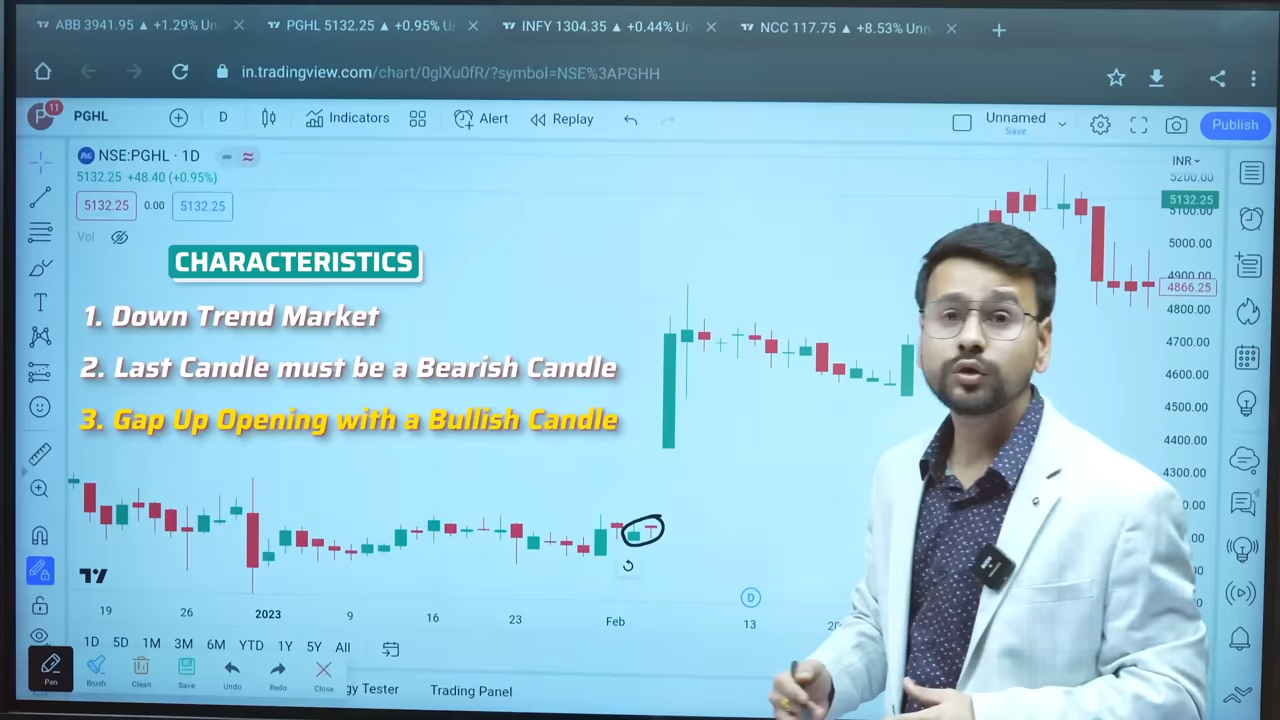 ABB 3941.95 ▲ +1.29% Un
PGHL 5132.25 ▲ +0.95% U
INFY 1304.35 ▲ +0.44% Un
NCC 117.75 ▲ +8.53% Unn
in.tradingview.com/chart/0glXu0fR/?symbol=NSE%3APGHH
P 11
PGHL
D
Indicators
Alert
Replay
Unnamed
Save
Publish
NSE:PGHL · 1D
5132.25 +48.40 (+0.95%)
5132.25 0.00 5132.25
Vol
INR
5200.00
5132.25
5100.00
5000.00
4900.00
4866.25
4800.00
4700.00
4600.00
4500.00
4400.00
4300.00
CHARACTERISTICS
1. Down Trend Market
2. Last Candle must be a Bearish Candle
3. Gap Up Opening with a Bullish Candle
D
19 26 2023 9 16 23 Feb 13
1D 5D 1M 3M 6M YTD 1Y 5Y All
Pen Brush Clean Save Undo Redo Close
gy Tester Trading Panel